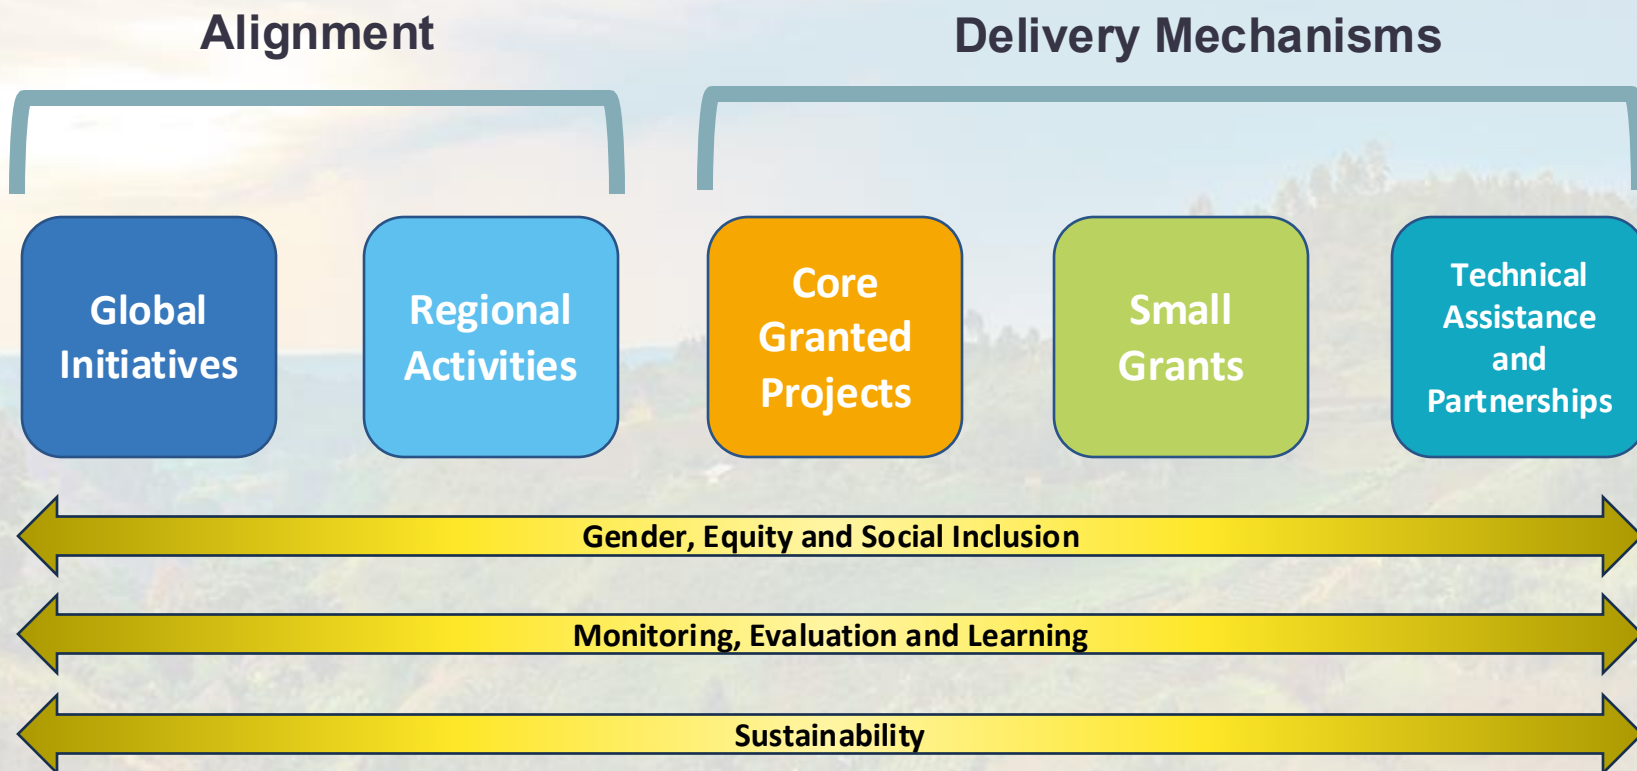 Alignment
Delivery Mechanisms
Global
Initiatives
Regional
Activities
Core
Granted
Projects
Small
Grants
Technical
Assistance
and
Partnerships
Gender, Equity and Social Inclusion
Monitoring, Evaluation and Learning
Sustainability